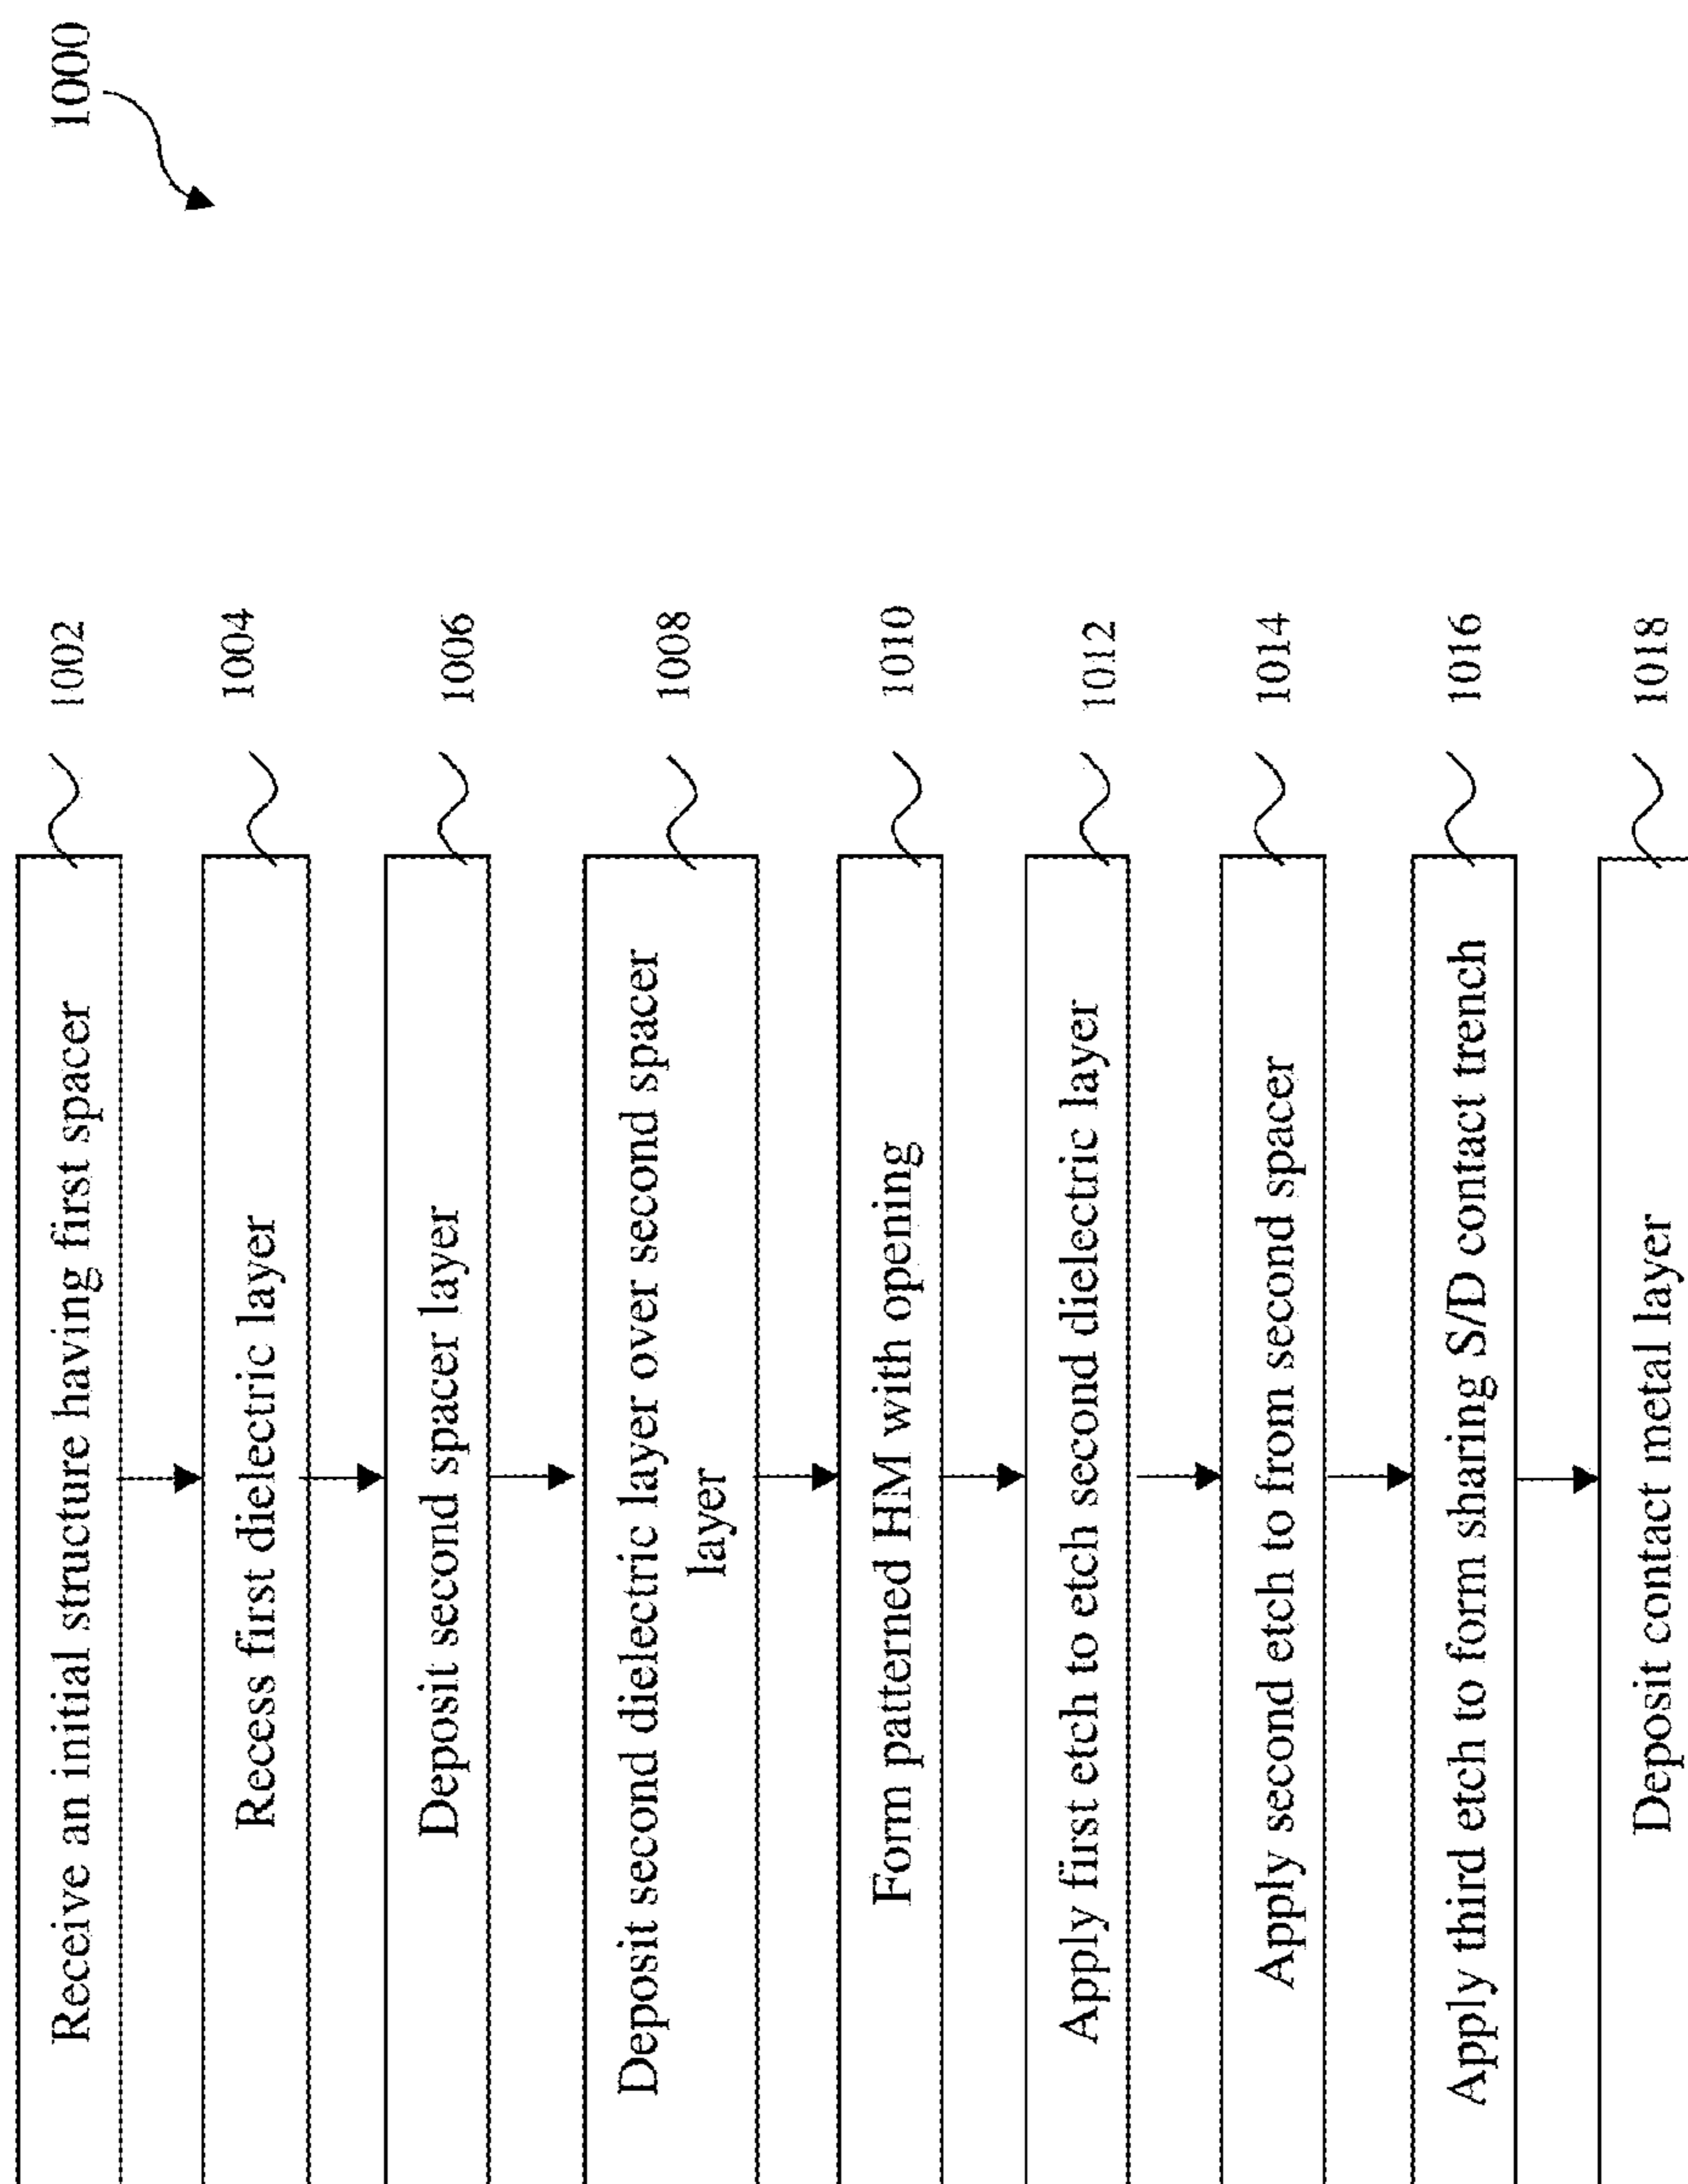 1000
Receive an initial structure having first spacer
1002
Recess first dielectric layer
1004
Deposit second spacer layer
1006
Deposit second dielectric layer over second spacer
layer
1008
Form patterned HM with opening
1010
Apply first etch to etch second dielectric layer
1012
Apply second etch to from second spacer
1014
Apply third etch to form sharing S/D contact trench
1016
Deposit contact metal layer
1018